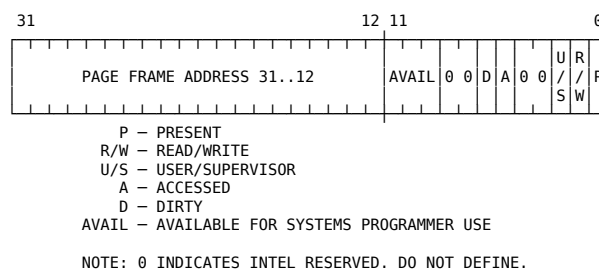 31 12 11 0
PAGE FRAME ADDRESS 31..12 AVAIL 0 0 D A 0 0 U/S R/W P
P — PRESENT
R/W — READ/WRITE
U/S — USER/SUPERVISOR
A — ACCESSED
D — DIRTY
AVAIL — AVAILABLE FOR SYSTEMS PROGRAMMER USE
NOTE: 0 INDICATES INTEL RESERVED. DO NOT DEFINE.